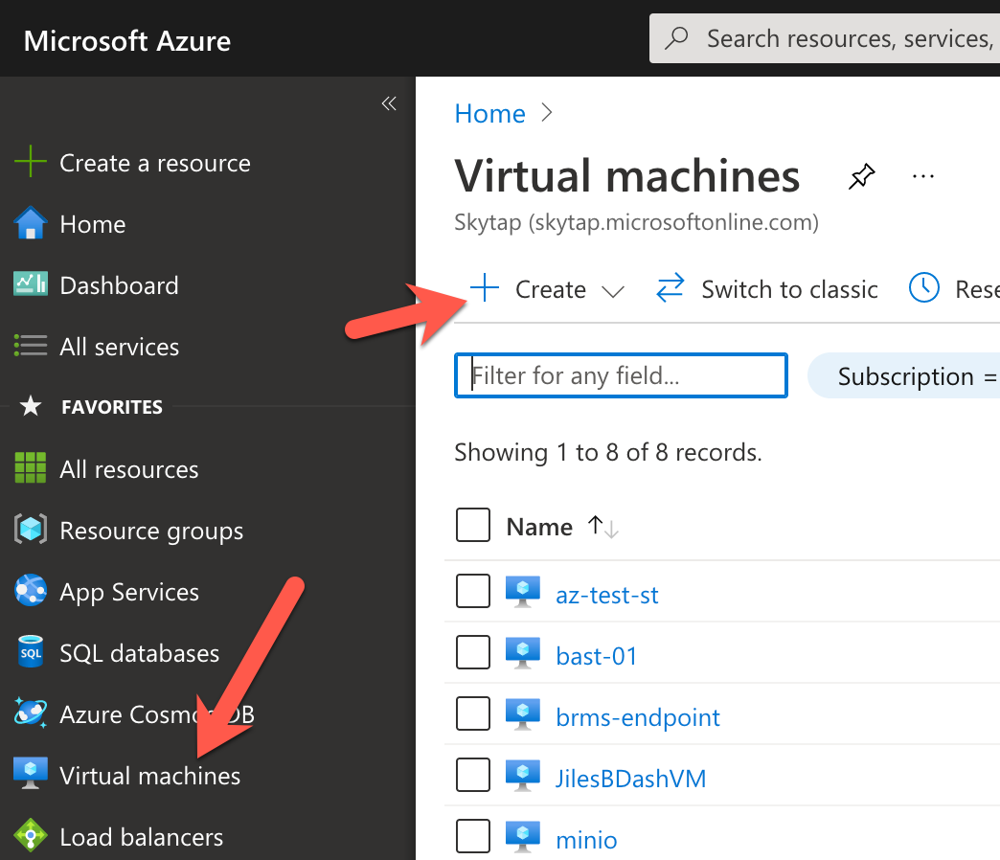 Microsoft Azure
Search resources, services,
«
Create a resource
Home
Dashboard
All services
FAVORITES
All resources
Resource groups
App Services
SQL
SQL databases
Azure Cosmos DB
Virtual machines
Load balancers
Home >
Virtual machines ...
Skytap (skytap.microsoftonline.com)
+ Create Switch to classic Rese
Filter for any field... Subscription =
Showing 1 to 8 of 8 records.
Name ↑↓
az-test-st
bast-01
brms-endpoint
JilesBDashVM
minio